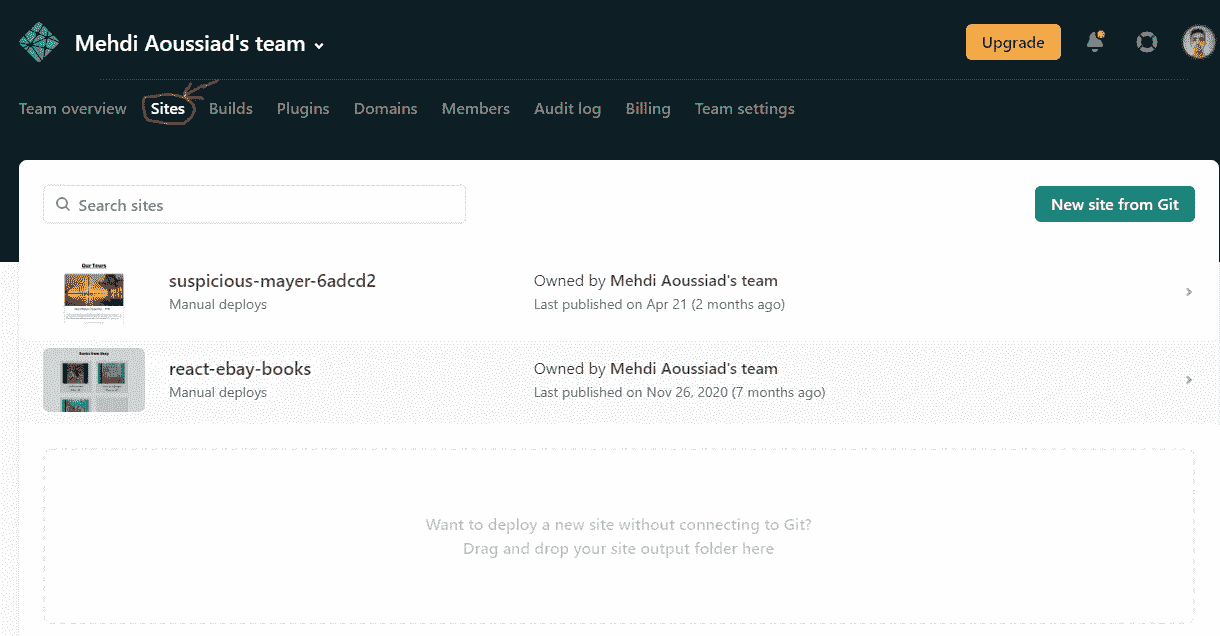 Mehdi Aoussiad's team
Upgrade
Team overview Sites Builds Plugins Domains Members Audit log Billing Team settings
Search sites
New site from Git
Our Tours
suspicious-mayer-6adcd2
Manual deploys
Owned by Mehdi Aoussiad's team
Last published on Apr 21 (2 months ago)
react-ebay-books
Manual deploys
Owned by Mehdi Aoussiad's team
Last published on Nov 26, 2020 (7 months ago)
Want to deploy a new site without connecting to Git?
Drag and drop your site output folder here